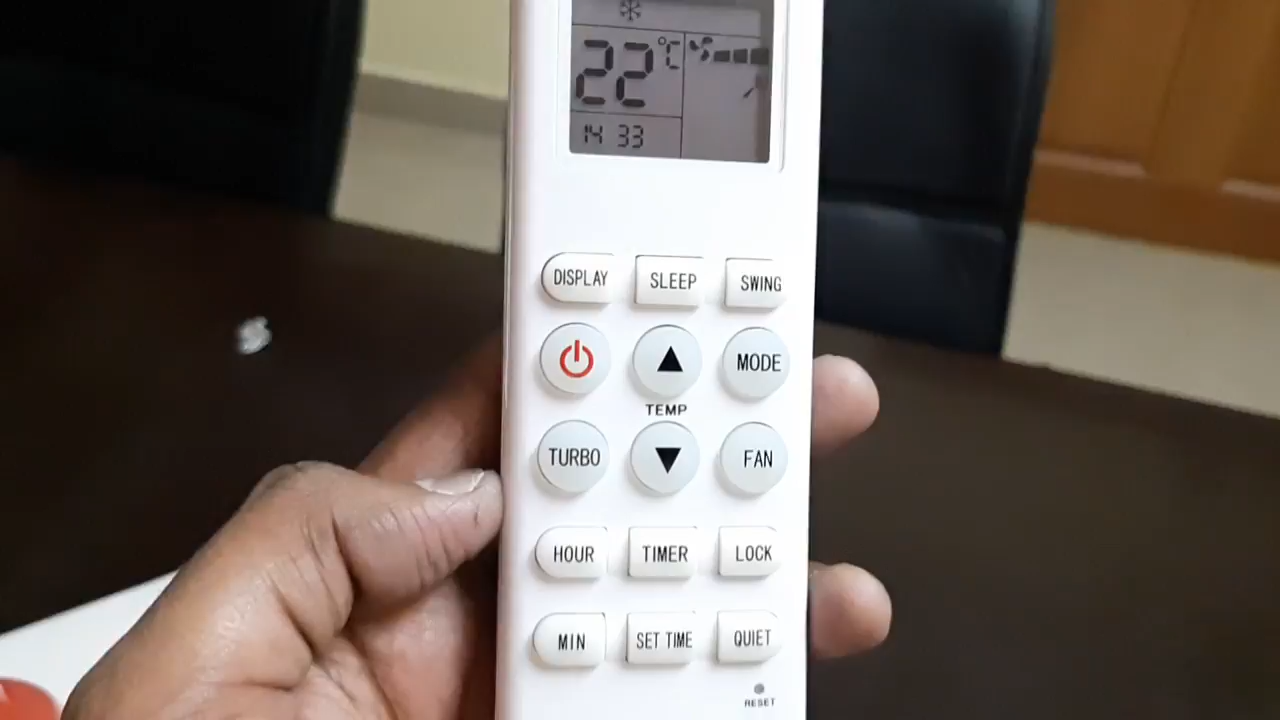 22°C
14 33
DISPLAY SLEEP SWING
MODE
TEMP
TURBO FAN
HOUR TIMER LOCK
MIN SET TIME QUIET
RESET